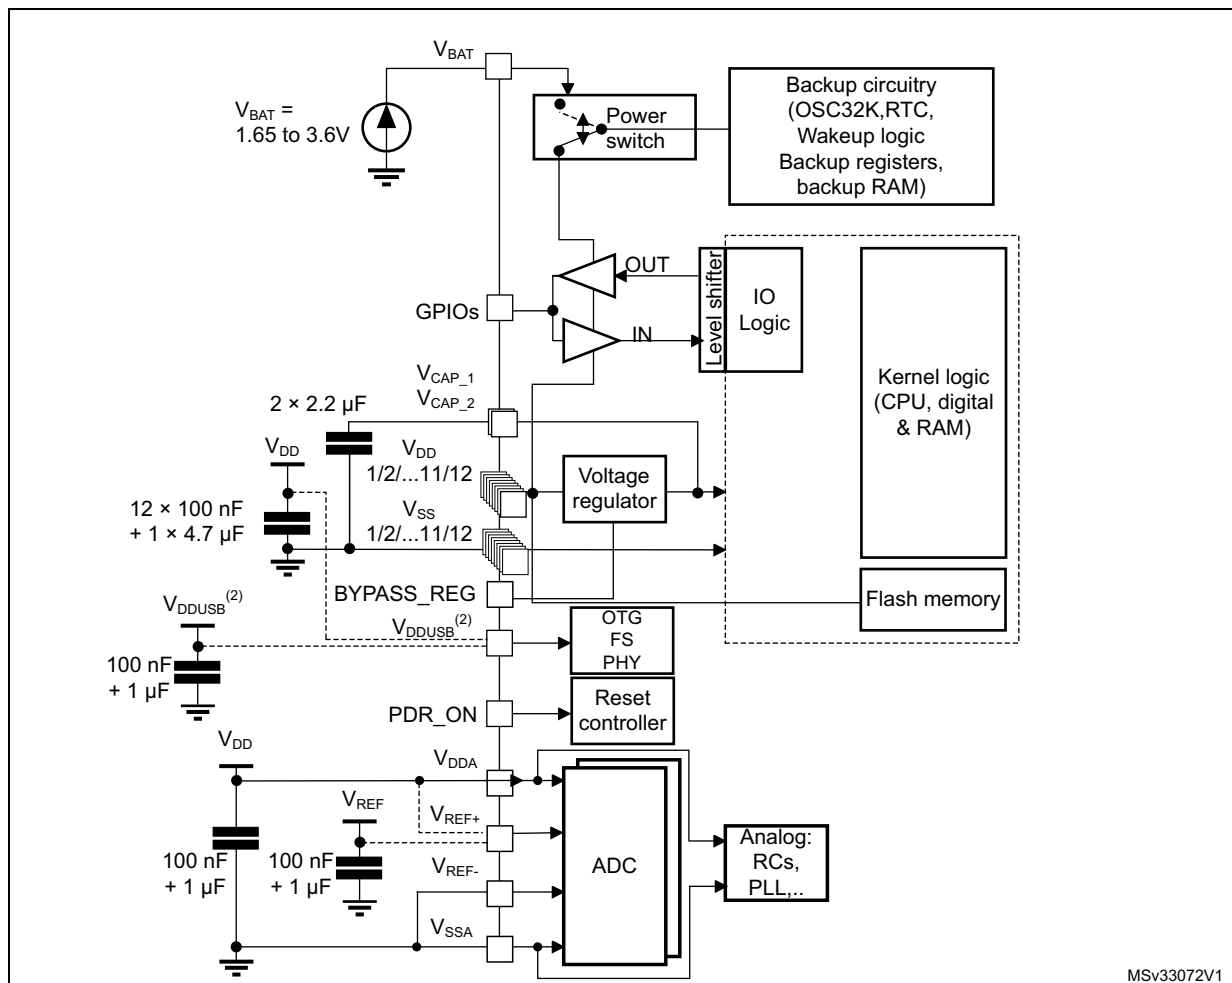 VBAT
VBAT =
1.65 to 3.6V
Power
switch
Backup circuitry
(OSC32K,RTC,
Wakeup logic
Backup registers,
backup RAM)
OUT
GPIOs
IN
Level shifter
IO
Logic
Kernel logic
(CPU, digital
& RAM)
VCAP_1
VCAP_2
2 × 2.2 µF
VDD
VDD
1/2/...11/12
Voltage
regulator
12 × 100 nF
+ 1 × 4.7 µF
VSS
1/2/...11/12
BYPASS_REG
Flash memory
VDDUSB(2)
VDDUSB(2)
OTG
FS
PHY
100 nF
+ 1 µF
PDR_ON
Reset
controller
VDD
VDDA
VREF
VREF+
100 nF
+ 1 µF
100 nF
+ 1 µF
VREF-
ADC
Analog:
RCs,
PLL,..
VSSA
MSv33072V1